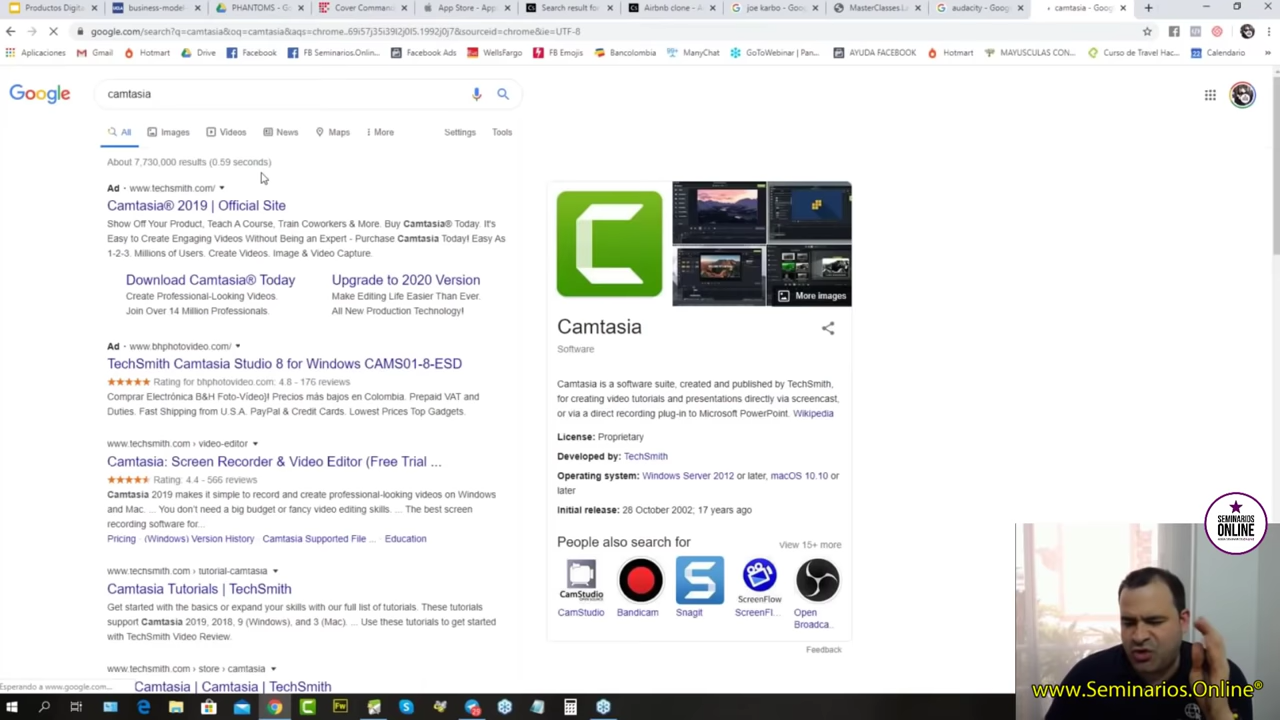 Productos Digital
business-model-
PHANTOMS - Go
Cover Command
App Store - App
Search result for
Airbnb clone - A
joe karbo - Goog
MasterClasses.L
audacity - Googl
camtasia - Goog
google.com/search?q=camtasia&oq=camtasia&aqs=chrome..69i57j35i39l2j0l5.1992j0j7&sourceid=chrome&ie=UTF-8
Aplicaciones Gmail Hotmart Drive Facebook FB Seminarios.Onlin... Facebook Ads WellsFargo FB Emojis Bancolombia ManyChat GoToWebinar | Pan... AYUDA FACEBOOK Hotmart MAYUSCULAS CON... Curso de Travel Hac... Calendario
Google
camtasia
All Images Videos News Maps More Settings Tools
About 7,730,000 results (0.59 seconds)
Ad · www.techsmith.com/
Camtasia® 2019 | Official Site
Show Off Your Product, Teach A Course, Train Coworkers & More. Buy Camtasia® Today. It's
Easy to Create Engaging Videos Without Being an Expert - Purchase Camtasia Today! Easy As
1-2-3. Millions of Users. Create Videos. Image & Video Capture.
Download Camtasia® Today
Create Professional-Looking Videos.
Join Over 14 Million Professionals.
Upgrade to 2020 Version
Make Editing Life Easier Than Ever.
All New Production Technology!
Ad · www.bhphotovideo.com/
TechSmith Camtasia Studio 8 for Windows CAMS01-8-ESD
Rating for bhphotovideo.com: 4.8 - 176 reviews
Comprar Electrónica B&H Foto-Vídeo)! Precios más bajos en Colombia. Prepaid VAT and
Duties. Fast Shipping from U.S.A. PayPal & Credit Cards. Lowest Prices Top Gadgets.
www.techsmith.com › video-editor
Camtasia: Screen Recorder & Video Editor (Free Trial ...
Rating: 4.4 - 566 reviews
Camtasia 2019 makes it simple to record and create professional-looking videos on Windows
and Mac. ... You don't need a big budget or fancy video editing skills. ... The best screen
recording software for...
Pricing · (Windows) Version History · Camtasia Supported File ... · Education
www.techsmith.com › tutorial-camtasia
Camtasia Tutorials | TechSmith
Get started with the basics or expand your skills with our full list of tutorials. These tutorials
support Camtasia 2019, 2018, 9 (Windows), and 3 (Mac). ... Use these tutorials to get started
with TechSmith Video Review.
www.techsmith.com › store › camtasia
Camtasia | Camtasia | TechSmith
Esperando a www.google.com...
More images
Camtasia
Software
Camtasia is a software suite, created and published by TechSmith,
for creating video tutorials and presentations directly via screencast,
or via a direct recording plug-in to Microsoft PowerPoint. Wikipedia
License: Proprietary
Developed by: TechSmith
Operating system: Windows Server 2012 or later, macOS 10.10 or
later
Initial release: 28 October 2002; 17 years ago
People also search for
View 15+ more
CamStudio
CamStudio
Bandicam
Snagit
ScreenFlow
ScreenFl...
Open
Broadca...
Feedback
SEMINARIOS
ONLINE
www.Seminarios.Online®